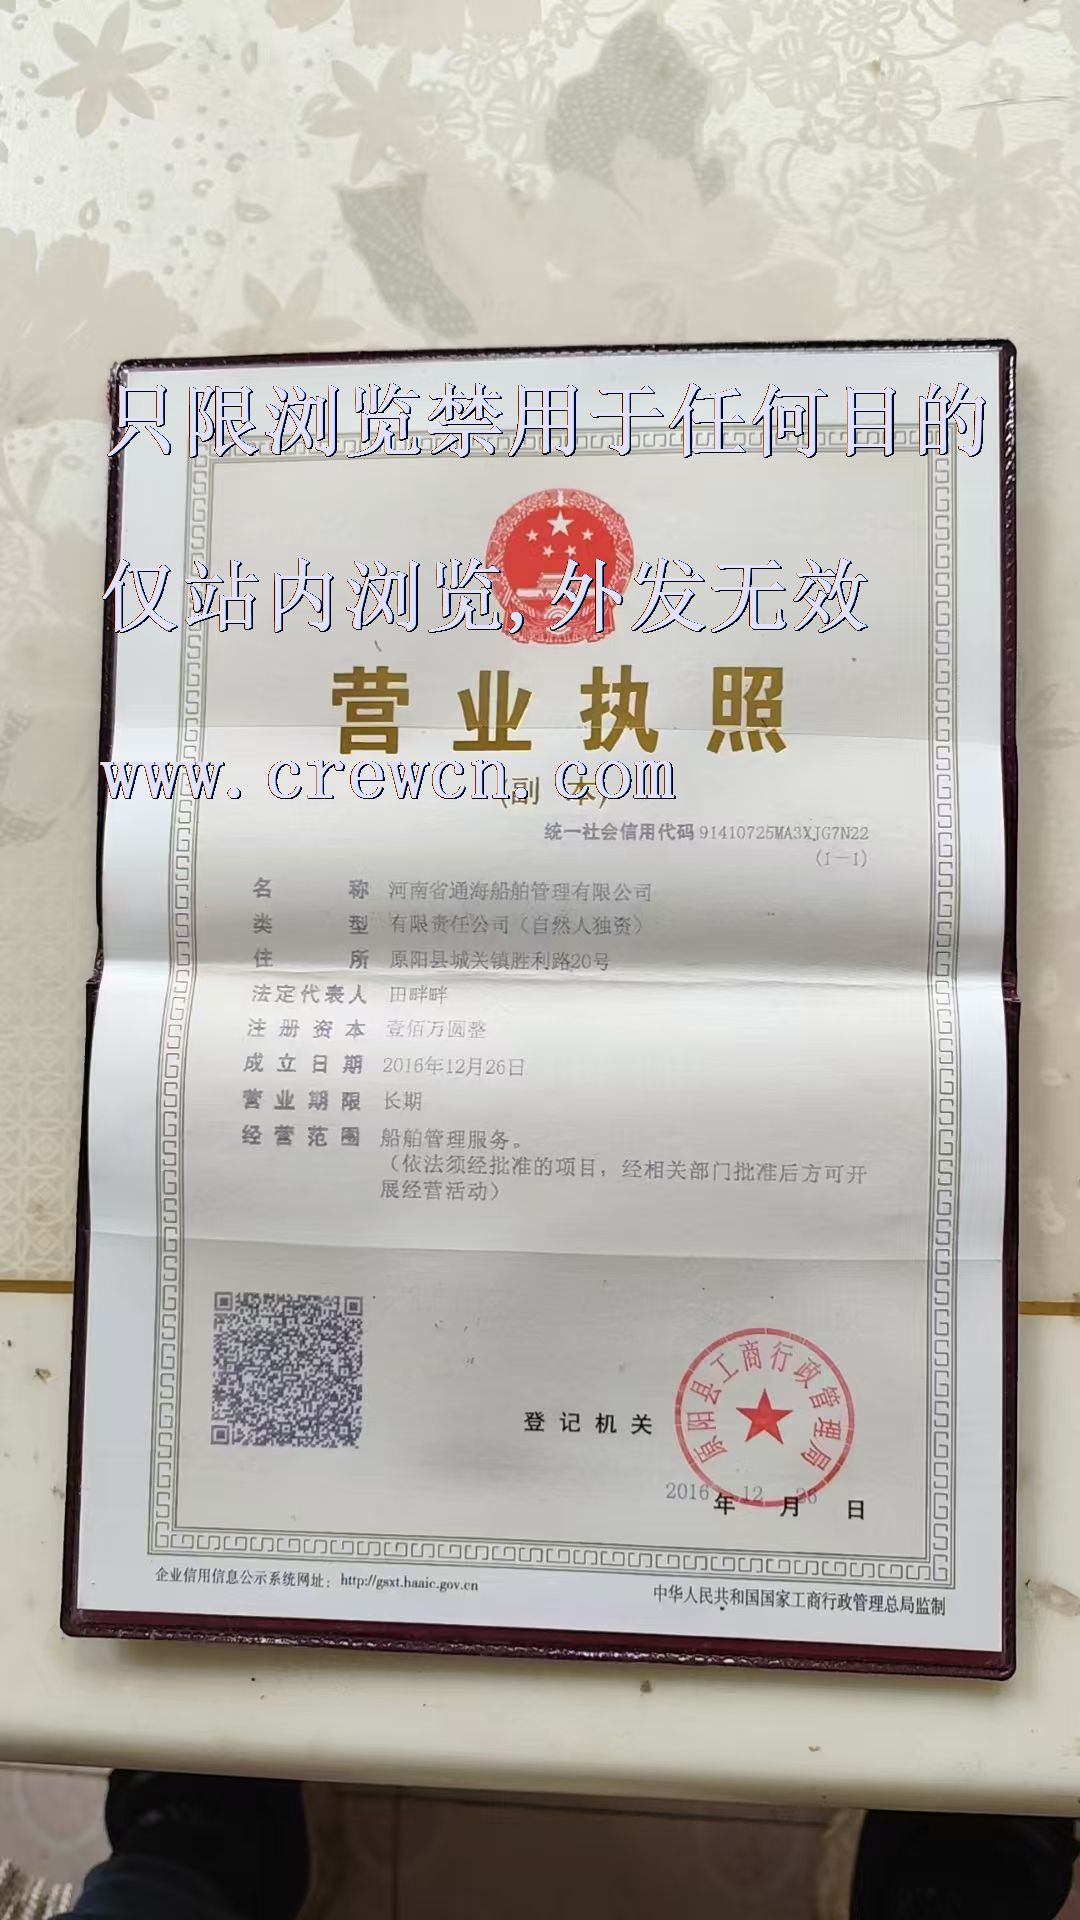 只限浏览禁用于任何目的
仅站内浏览,外发无效
营业执照
www.crewcn.com
(副 本)
统一社会信用代码 91410725MA3XJG7N22
(1-1)
名 称 河南省通海船舶管理有限公司
类 型 有限责任公司（自然人独资）
住 所 原阳县城关镇胜利路20号
法定代表人 田畔畔
注册资本 壹佰万圆整
成立日期 2016年12月26日
营业期限 长期
经营范围 船舶管理服务。
（依法须经批准的项目，经相关部门批准后方可开
展经营活动）
原阳县工商行政管理局
登记机关
2016 年 12 月 26 日
企业信用信息公示系统网址：http://gsxt.haaic.gov.cn
中华人民共和国国家工商行政管理总局监制